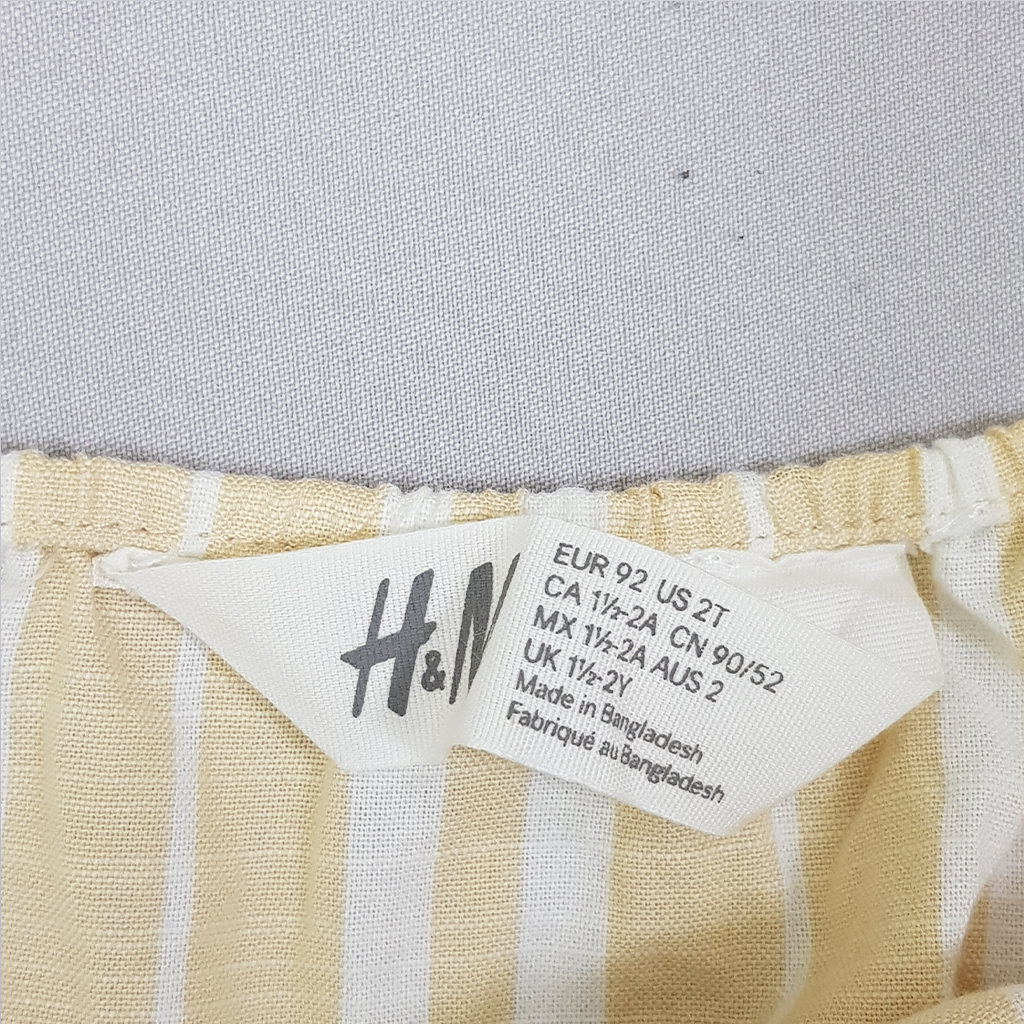 H&M
EUR 92 US 2T
CA 1½-2A CN 90/52
MX 1½-2A AUS 2
UK 1½-2Y
Made in Bangladesh
Fabriqué au Bangladesh